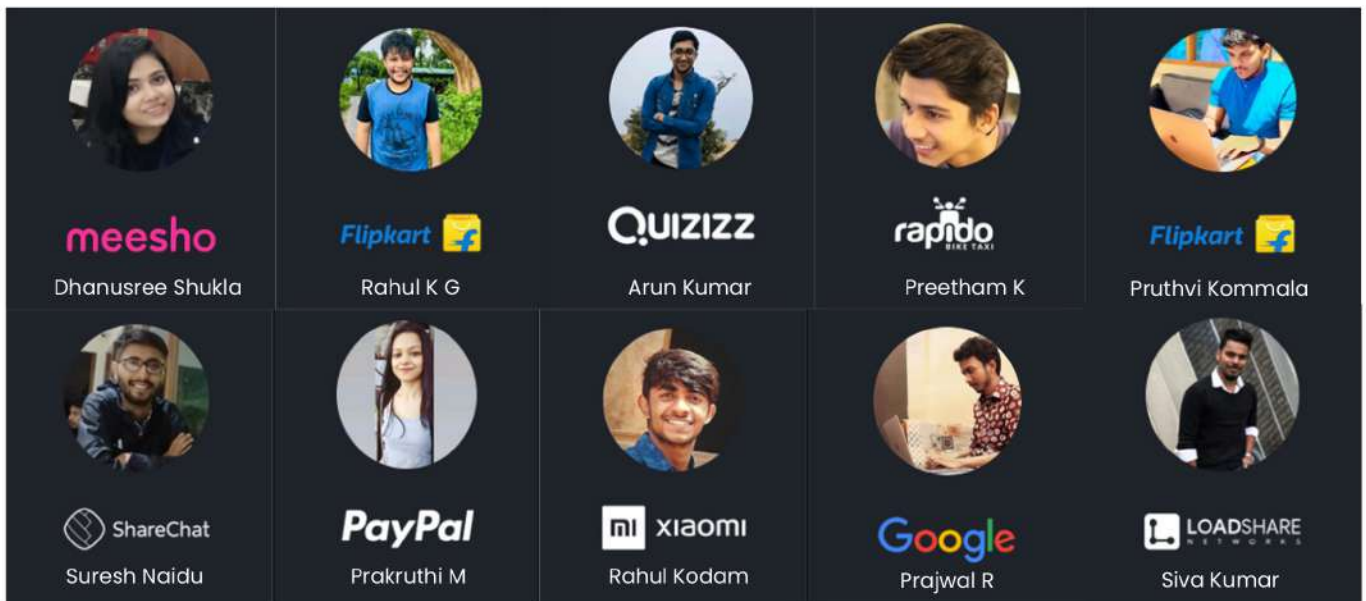 meesho
Dhanusree Shukla
Flipkart
Rahul K G
QUIZIZZ
Arun Kumar
rapido
BIKE TAXI
Preetham K
Flipkart
Pruthvi Kommala
ShareChat
Suresh Naidu
PayPal
Prakruthi M
mi xiaomi
Rahul Kodam
Google
Prajwal R
LOADSHARE
NETWORKS
Siva Kumar